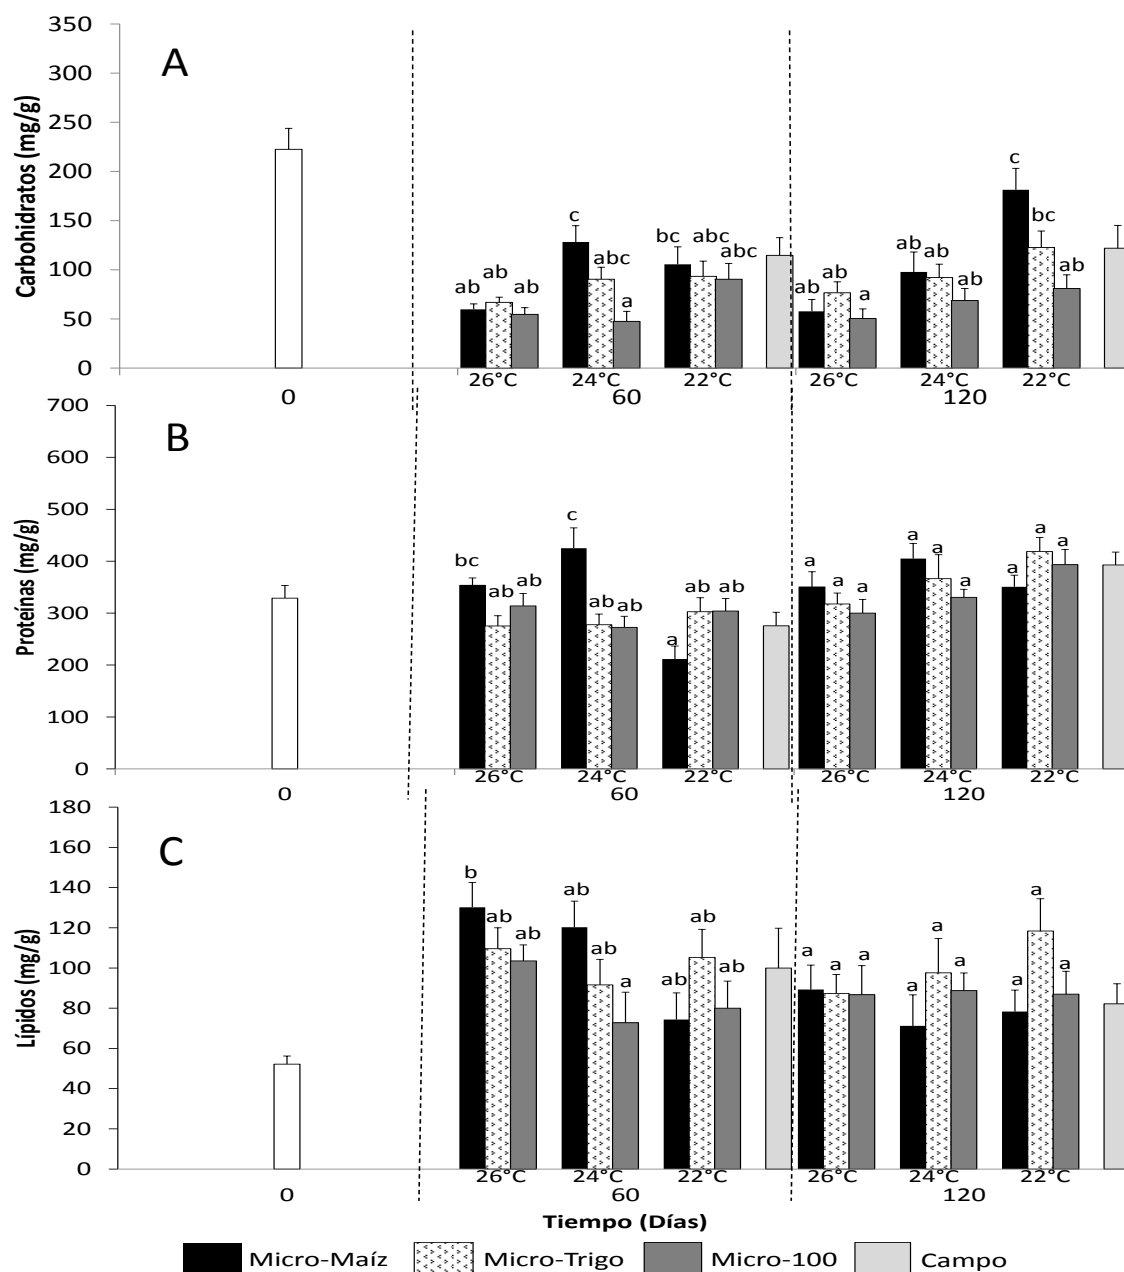 350
A
300
250
200
150
100
50
0
Carbohidratos (mg/g)
ab ab ab
c abc a
bc abc abc
ab ab a
ab ab ab
c bc ab
26°C 24°C 22°C 26°C 24°C 22°C
0 60 120
700
B
600
500
400
300
200
100
0
Proteínas (mg/g)
bc ab ab
c ab ab
a ab ab
a a a
a a a
a a a
26°C 24°C 22°C 26°C 24°C 22°C
0 60 120
180
C
160
140
120
100
80
60
40
20
0
Lípidos (mg/g)
b ab ab
ab ab a
ab ab ab
a a a
a a a
a a a
26°C 24°C 22°C 26°C 24°C 22°C
0 60 120
Tiempo (Días)
Micro-Maíz Micro-Trigo Micro-100 Campo